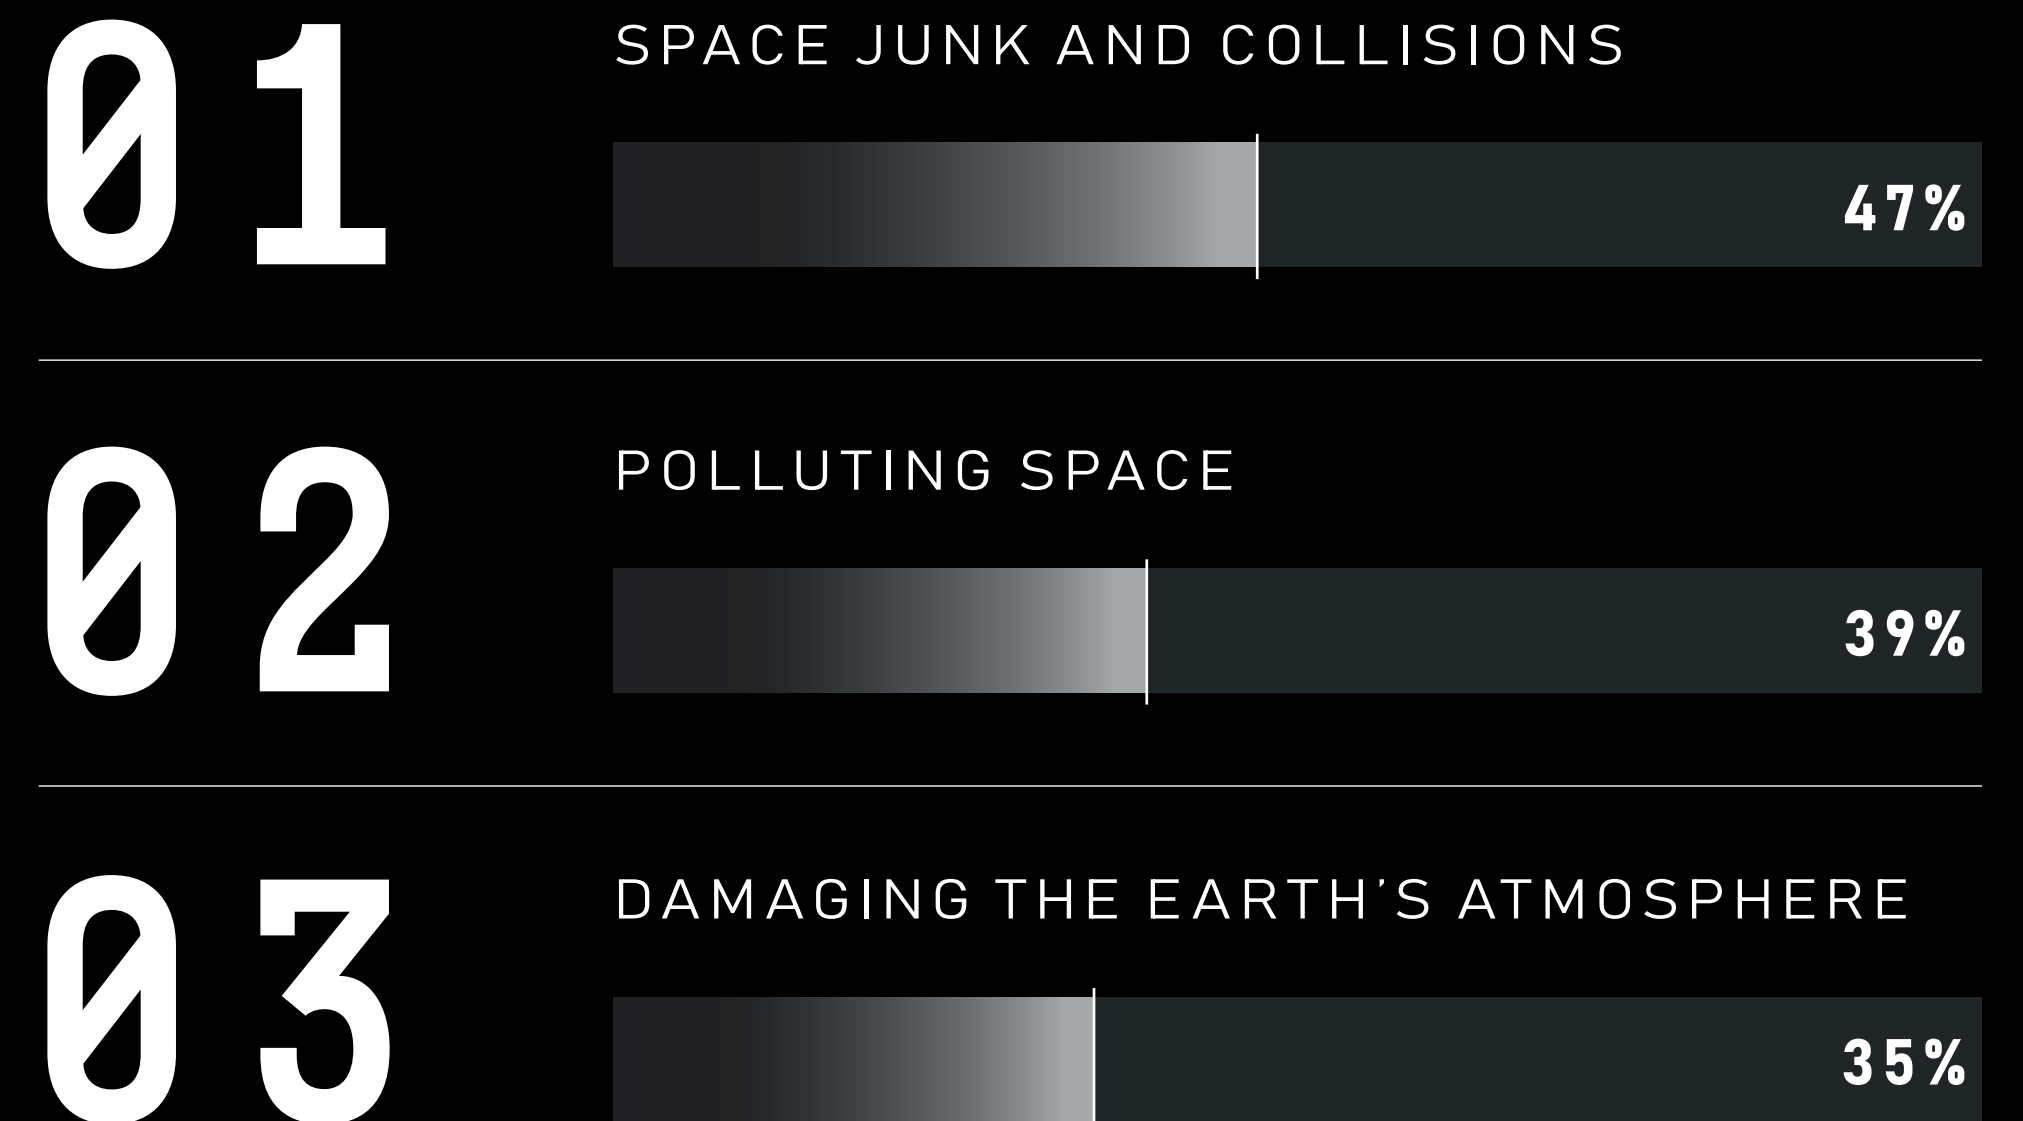 01
SPACE JUNK AND COLLISIONS
47%
02
POLLUTING SPACE
39%
03
DAMAGING THE EARTH’S ATMOSPHERE
35%